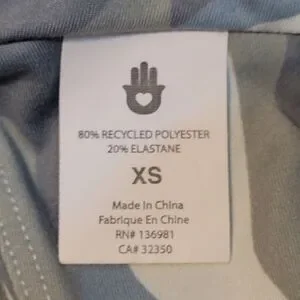 80% RECYCLED POLYESTER
20% ELASTANE
XS
Made In China
Fabrique En Chine
RN# 136981
CA# 32350